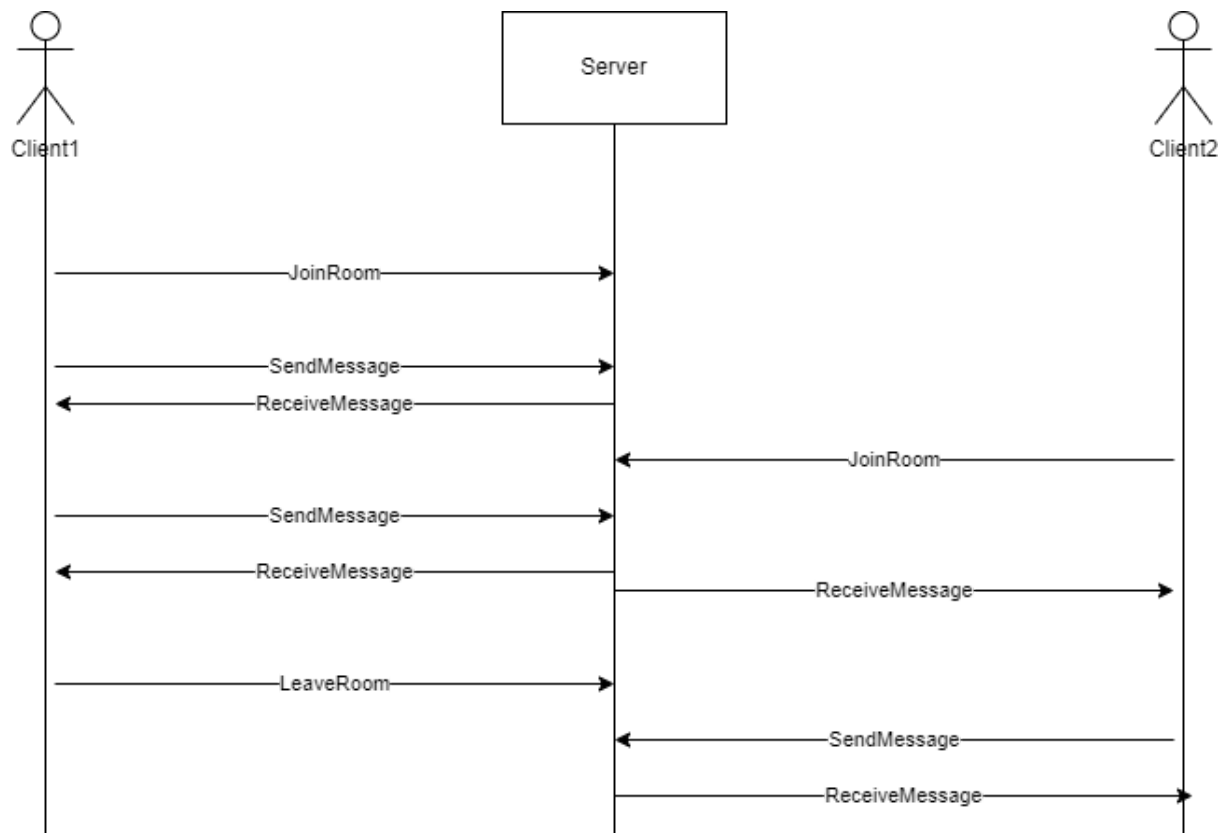 Server
Client1
Client2
JoinRoom
SendMessage
ReceiveMessage
JoinRoom
SendMessage
ReceiveMessage
ReceiveMessage
LeaveRoom
SendMessage
ReceiveMessage